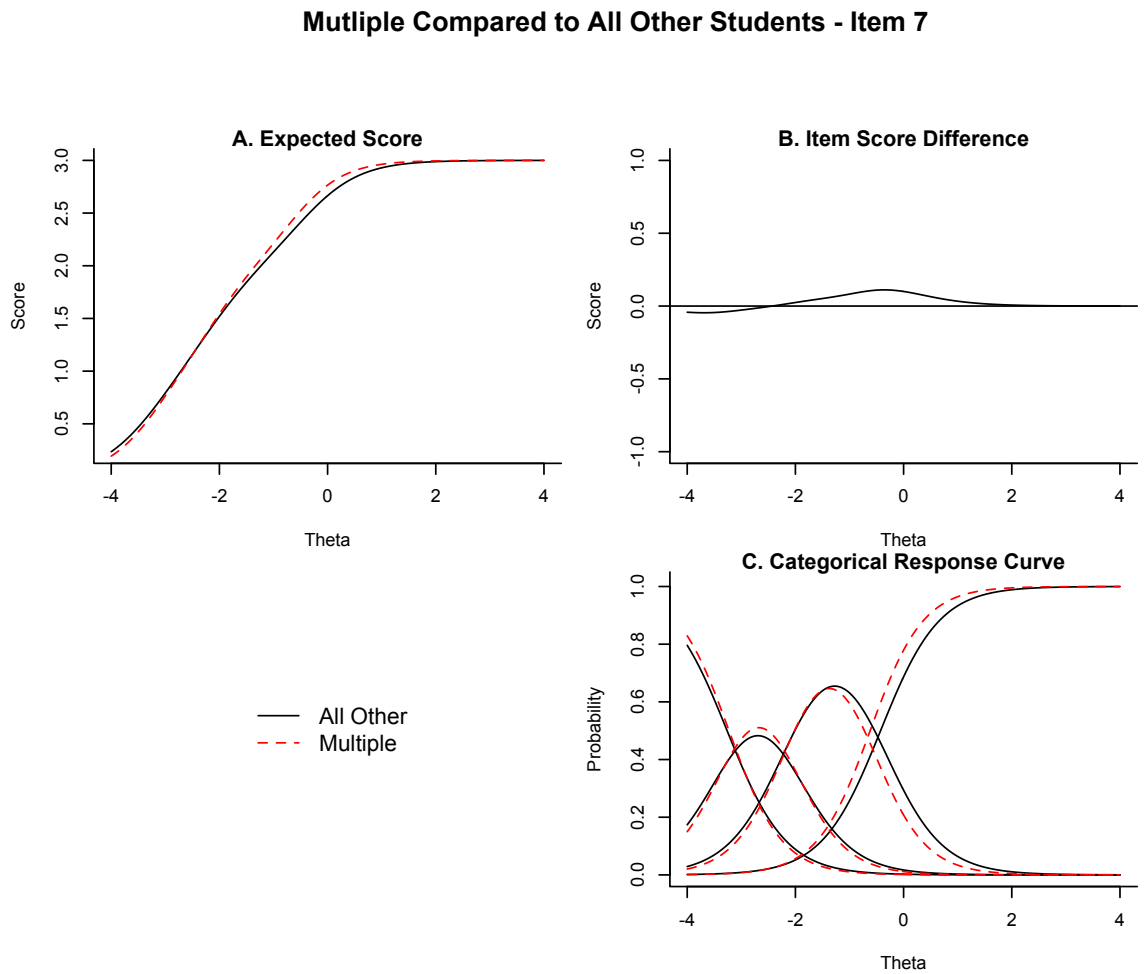 Mutliple Compared to All Other Students - Item 7
A. Expected Score
3.0
2.5
2.0
1.5
1.0
0.5
Score
-4
-2
0
2
4
Theta
B. Item Score Difference
1.0
0.5
0.0
-0.5
-1.0
Score
-4
-2
0
2
4
Theta
All Other
Multiple
C. Categorical Response Curve
1.0
0.8
0.6
0.4
0.2
0.0
Probability
-4
-2
0
2
4
Theta